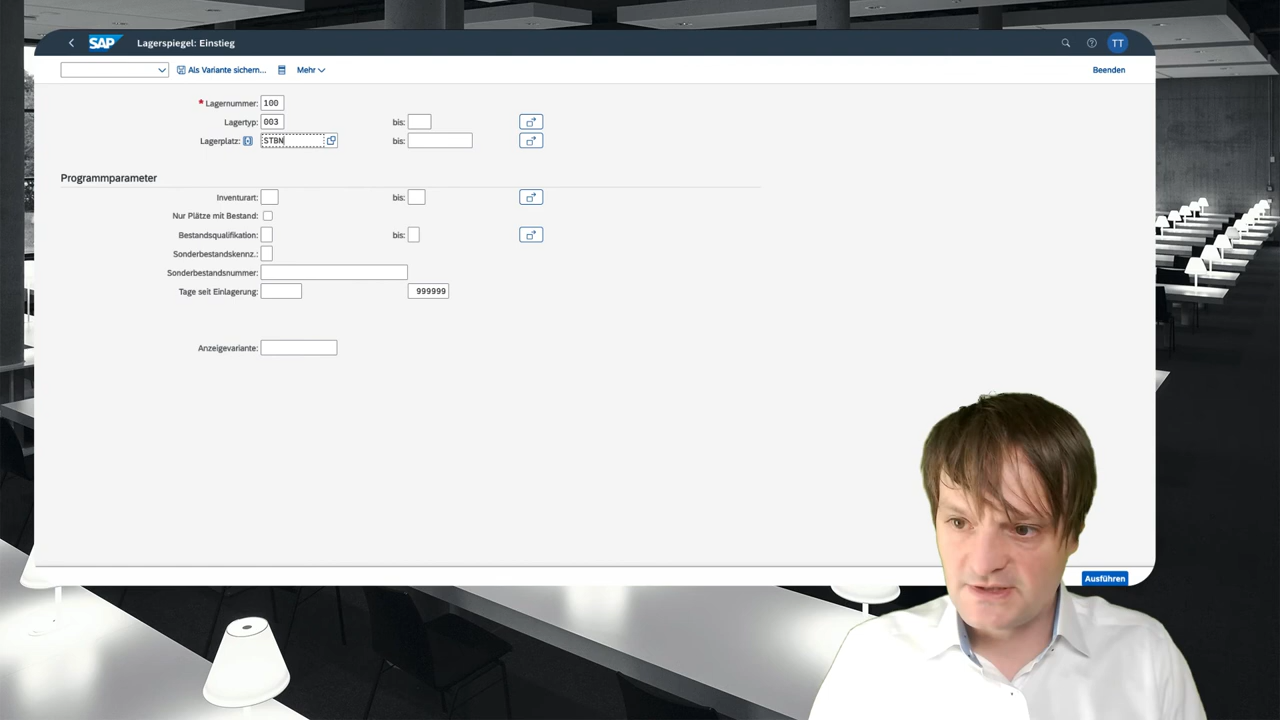 SAP Lagerspiegel: Einstieg TT
Als Variante sichern... Mehr Beenden
* Lagernummer: 100
Lagertyp: 003 bis:
Lagerplatz: STBN bis:
Programmparameter
Inventurart: bis:
Nur Plätze mit Bestand:
Bestandsqualifikation: bis:
Sonderbestandskennz.:
Sonderbestandsnummer:
Tage seit Einlagerung: 999999
Anzeigevariante:
Ausführen